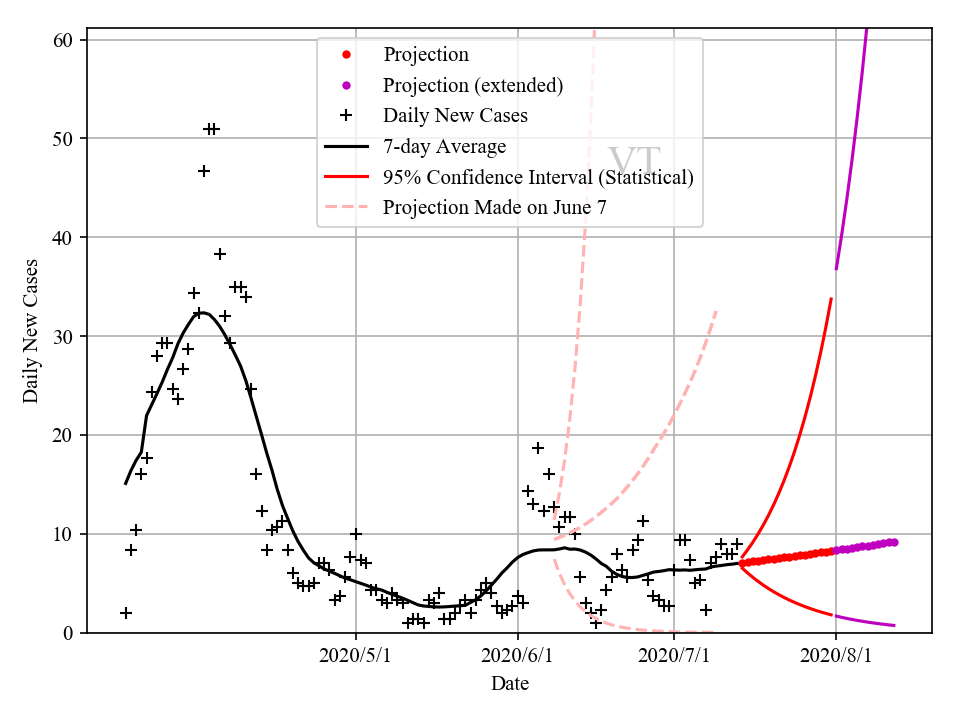 60
50
40
30
20
10
0
Daily New Cases
Projection
Projection (extended)
Daily New Cases
7-day Average
95% Confidence Interval (Statistical)
Projection Made on June 7
VT
2020/5/1 2020/6/1 2020/7/1 2020/8/1
Date